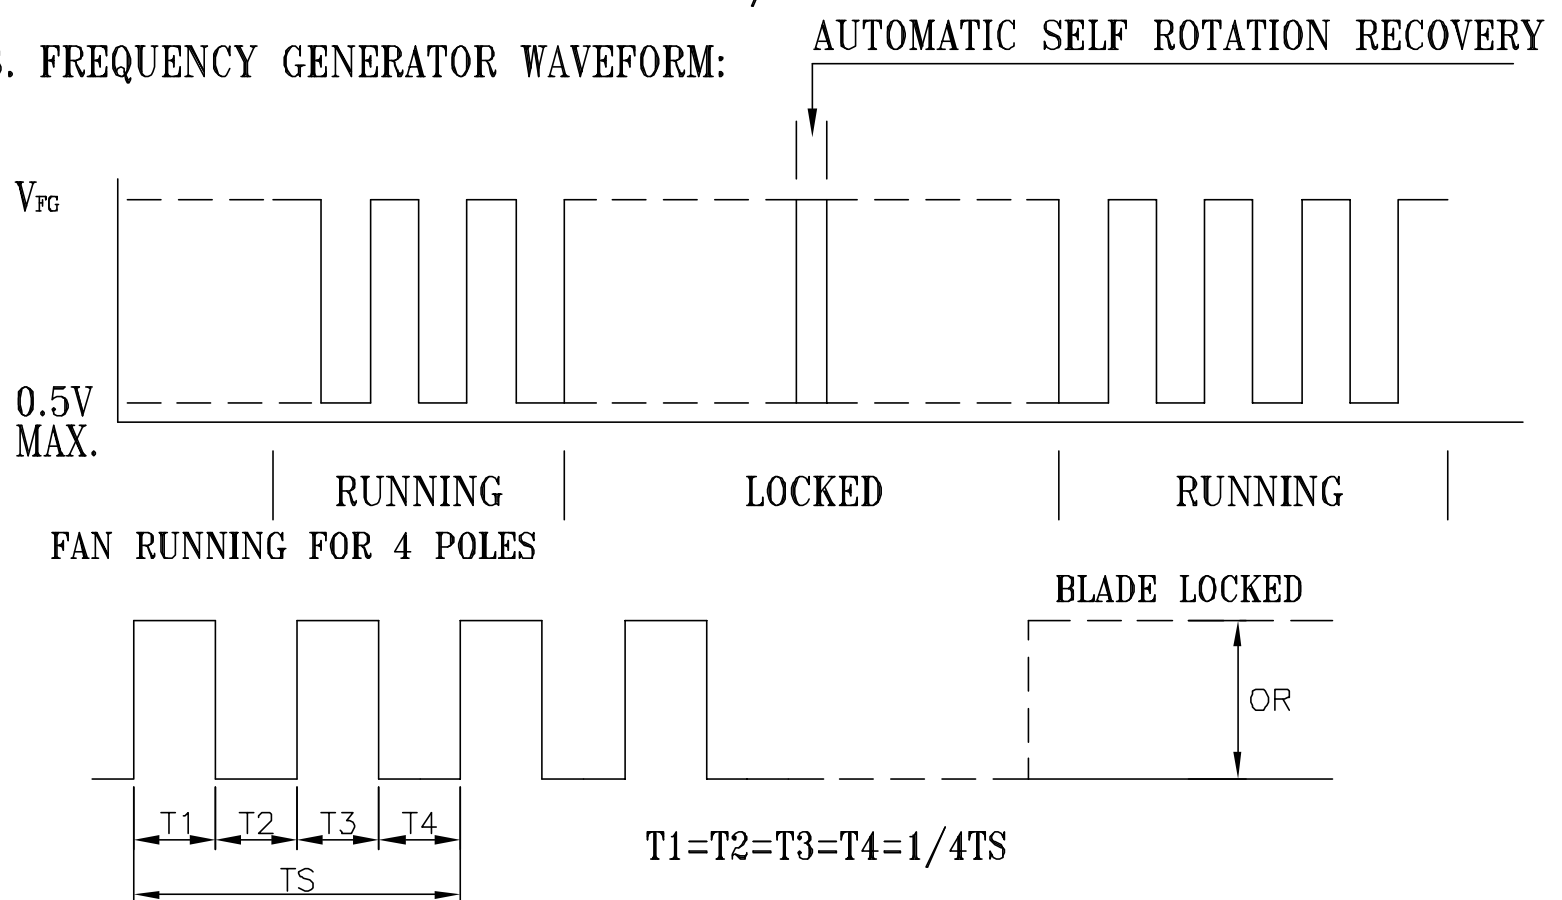 . FREQUENCY GENERATOR WAVEFORM:
AUTOMATIC SELF ROTATION RECOVERY
VFG
0.5V
MAX.
RUNNING
LOCKED
RUNNING
FAN RUNNING FOR 4 POLES
BLADE LOCKED
OR
T1
T2
T3
T4
TS
T1=T2=T3=T4=1/4TS